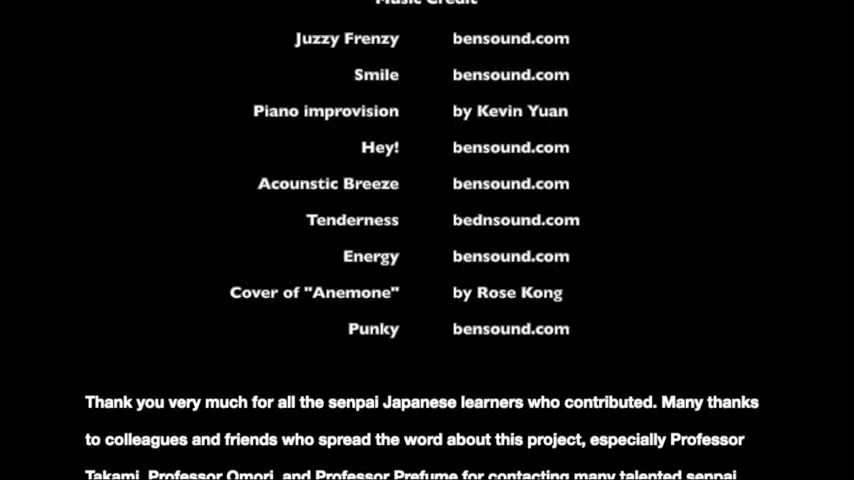 Music Credit
Juzzy Frenzy bensound.com
Smile bensound.com
Piano improvision by Kevin Yuan
Hey! bensound.com
Acounstic Breeze bensound.com
Tenderness bednsound.com
Energy bensound.com
Cover of "Anemone" by Rose Kong
Punky bensound.com
Thank you very much for all the senpai Japanese learners who contributed. Many thanks
to colleagues and friends who spread the word about this project, especially Professor
Takami, Professor Omori, and Professor Prefume for contacting many talented senpai